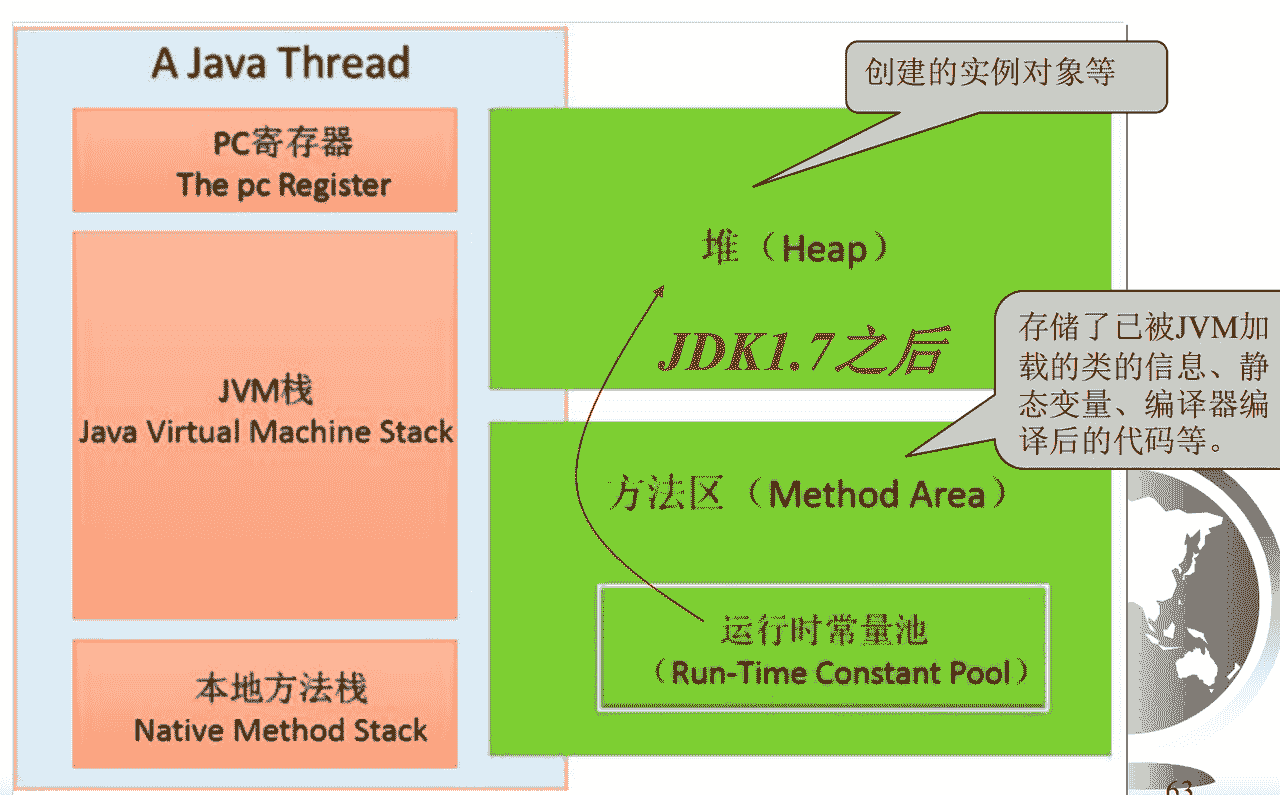 A Java Thread
PC寄存器
The pc Register
JVM栈
Java Virtual Machine Stack
本地方法栈
Native Method Stack
创建的实例对象等
堆（Heap）
JDK1.7之后
存储了已被JVM加
载的类的信息、静
态变量、编译器编
译后的代码等。
方法区（Method Area）
运行时常量池
（Run-Time Constant Pool）
63